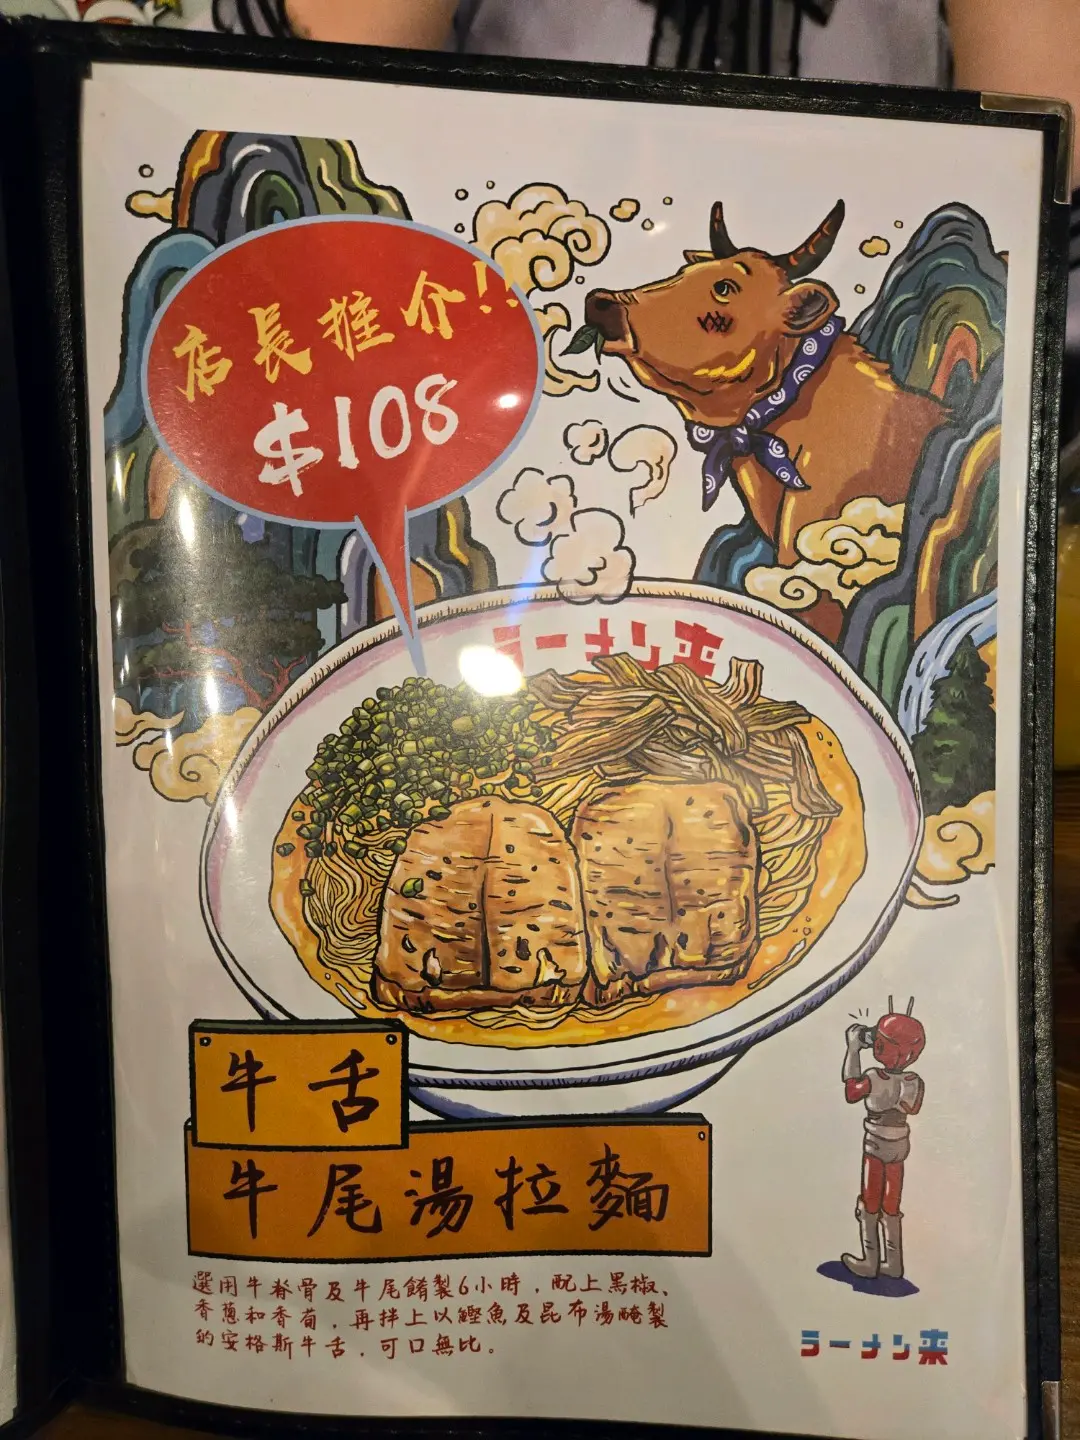 店長推介!!
$108
ラーメン来
牛舌
牛尾湯拉麵
選用牛脊骨及牛尾餚製6小時，配上黑椒、
香蔥和香菊，再拌上以鰹魚及昆布湯醃製
的安格斯牛舌，可口無比。
ラーメン来